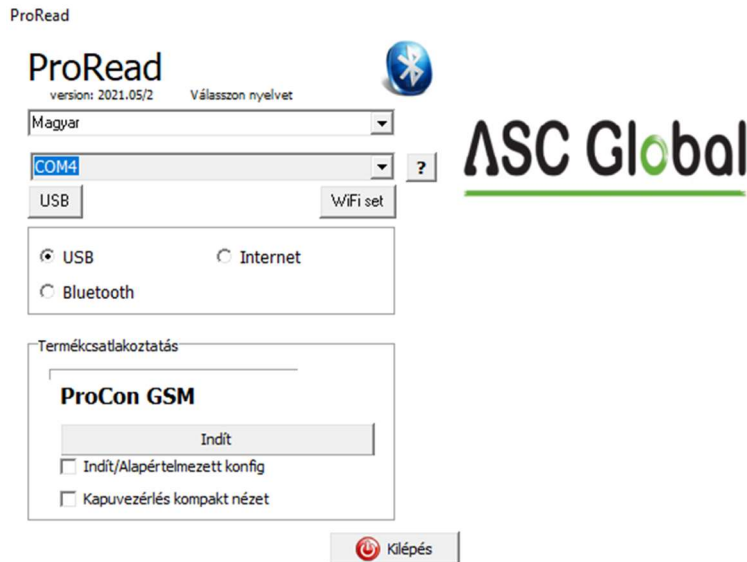 ProRead
ProRead
version: 2021.05/2 Válasszon nyelvet
Magyar
COM4 ?
USB WiFi set
ASC Global
USB Internet
Bluetooth
Termékcsatlakoztatás
ProCon GSM
Indít
Indít/Alapértelmezett konfig
Kapuvezérlés kompakt nézet
Kilépés